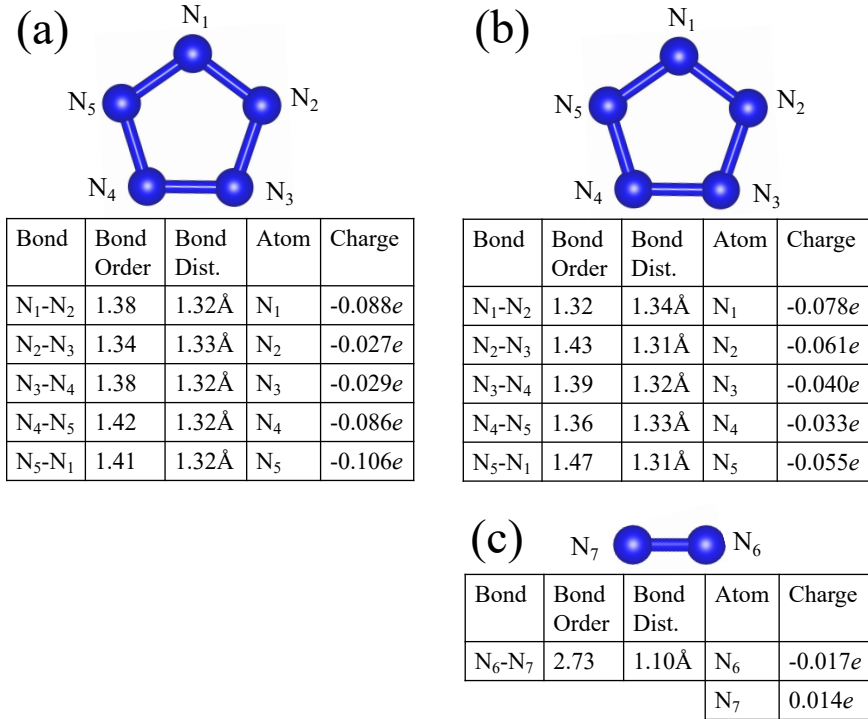 (a)
N₁
N₅
N₂
N₄
N₃
Bond Bond Order Bond Dist. Atom Charge
N₁-N₂ 1.38 1.32Å N₁ -0.088e
N₂-N₃ 1.34 1.33Å N₂ -0.027e
N₃-N₄ 1.38 1.32Å N₃ -0.029e
N₄-N₅ 1.42 1.32Å N₄ -0.086e
N₅-N₁ 1.41 1.32Å N₅ -0.106e
(b)
N₁
N₅
N₂
N₄
N₃
Bond Bond Order Bond Dist. Atom Charge
N₁-N₂ 1.32 1.34Å N₁ -0.078e
N₂-N₃ 1.43 1.31Å N₂ -0.061e
N₃-N₄ 1.39 1.32Å N₃ -0.040e
N₄-N₅ 1.36 1.33Å N₄ -0.033e
N₅-N₁ 1.47 1.31Å N₅ -0.055e
(c)
N₇ N₆
Bond Bond Order Bond Dist. Atom Charge
N₆-N₇ 2.73 1.10Å N₆ -0.017e
N₇ 0.014e